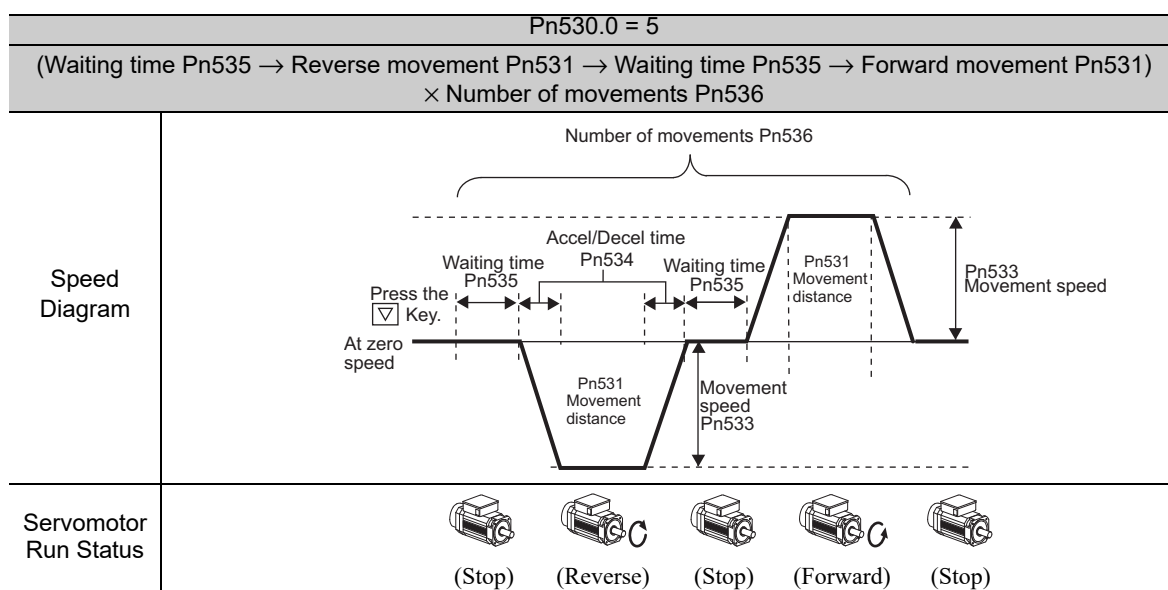 Pn530.0 = 5
(Waiting time Pn535 → Reverse movement Pn531 → Waiting time Pn535 → Forward movement Pn531)
× Number of movements Pn536
Speed
Diagram
Number of movements Pn536
Accel/Decel time
Pn534
Waiting time
Pn535
Waiting time
Pn535
Press the
▽ Key.
At zero
speed
Pn531
Movement
distance
Movement
speed
Pn533
Pn531
Movement
distance
Pn533
Movement speed
Servomotor
Run Status
(Stop) (Reverse) (Stop) (Forward) (Stop)